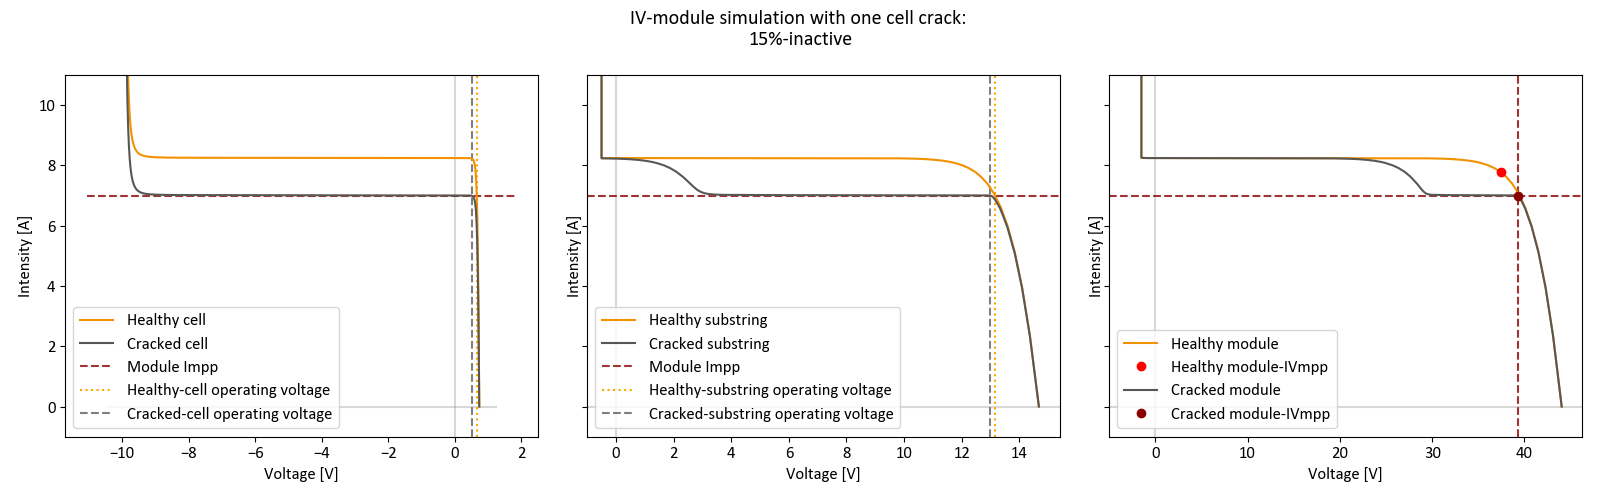 IV-module simulation with one cell crack:
15%-inactive
Intensity [A]
10
8
6
4
2
0
Healthy cell
Cracked cell
Module Impp
Healthy-cell operating voltage
Cracked-cell operating voltage
−10
−8
−6
−4
−2
0
2
Voltage [V]
Intensity [A]
Healthy substring
Cracked substring
Module Impp
Healthy-substring operating voltage
Cracked-substring operating voltage
0
2
4
6
8
10
12
14
Voltage [V]
Intensity [A]
Healthy module
Healthy module-IVmpp
Cracked module
Cracked module-IVmpp
0
10
20
30
40
Voltage [V]